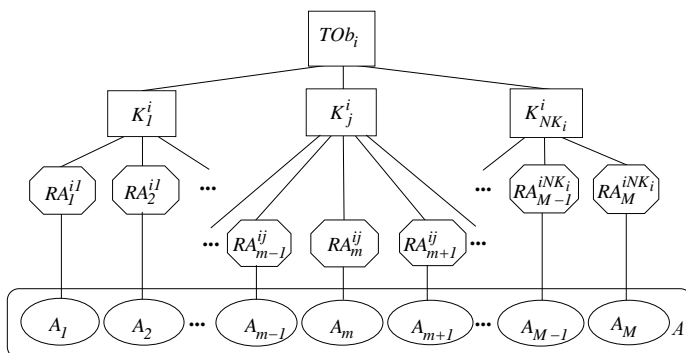 TOb_i
K_1^i K_j^i K_{NK_i}^i
RA_1^{i1} RA_2^{i1} ... ... RA_{M-1}^{iNK_i} RA_M^{iNK_i}
... RA_{m-1}^{ij} RA_m^{ij} RA_{m+1}^{ij} ...
A_1 A_2 ... A_{m-1} A_m A_{m+1} ... A_{M-1} A_M A